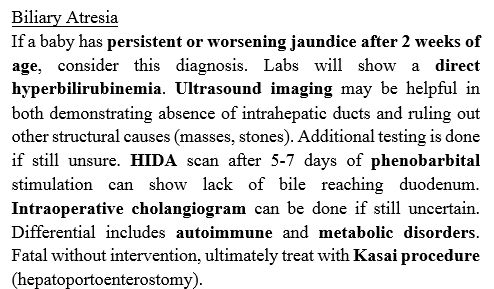 Biliary Atresia
If a baby has persistent or worsening jaundice after 2 weeks of
age, consider this diagnosis. Labs will show a direct
hyperbilirubinemia. Ultrasound imaging may be helpful in
both demonstrating absence of intrahepatic ducts and ruling out
other structural causes (masses, stones). Additional testing is done
if still unsure. HIDA scan after 5-7 days of phenobarbital
stimulation can show lack of bile reaching duodenum.
Intraoperative cholangiogram can be done if still uncertain.
Differential includes autoimmune and metabolic disorders.
Fatal without intervention, ultimately treat with Kasai procedure
(hepatoportoenterostomy).